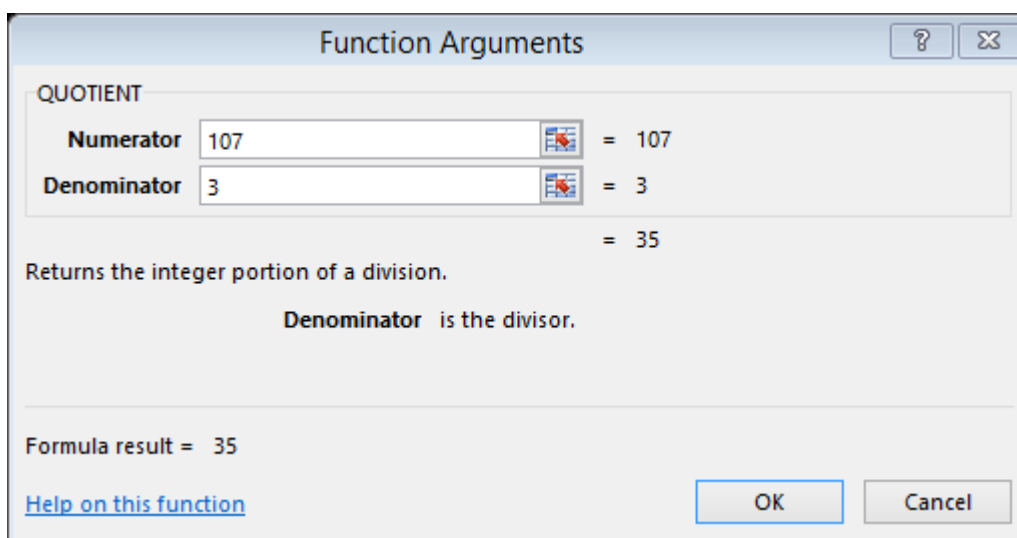 Function Arguments
QUOTIENT
Numerator 107 = 107
Denominator 3 = 3
= 35
Returns the integer portion of a division.
Denominator is the divisor.
Formula result = 35
Help on this function OK Cancel